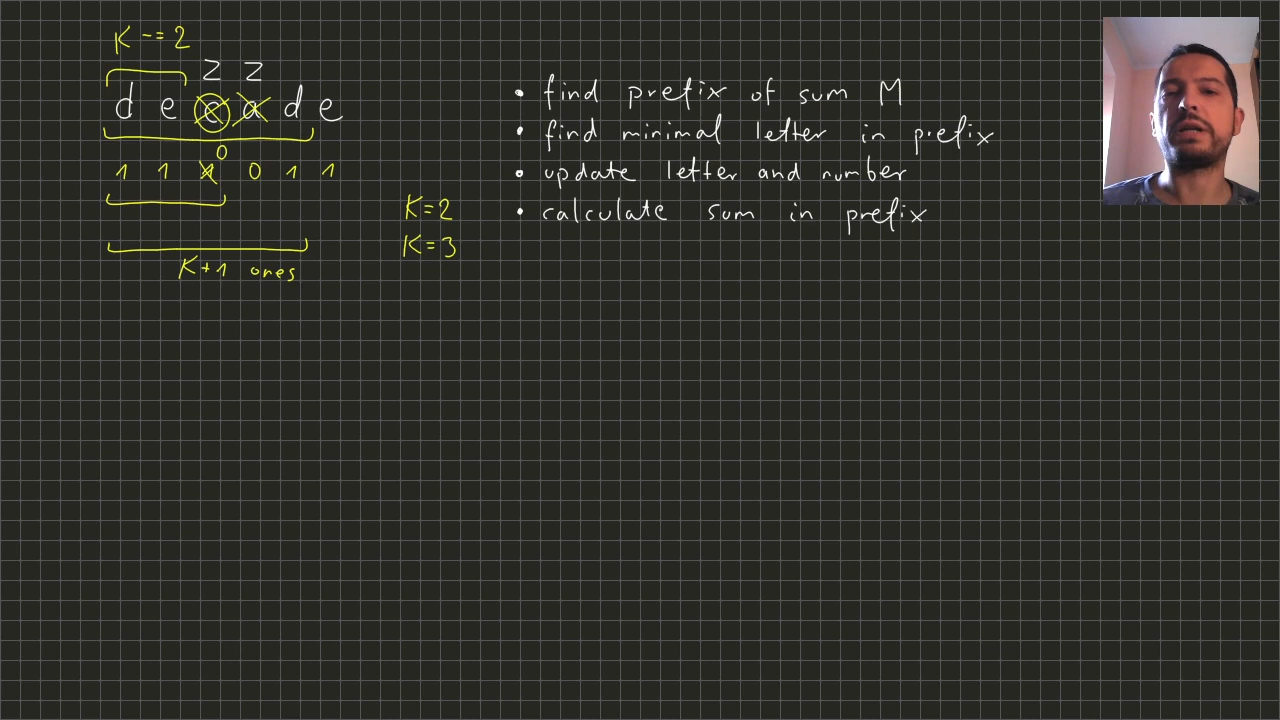 K -= 2
z z
d e c a d e
0
1 1 1 0 1 1
K=2
K=3
K+1 ones
• find prefix of sum M
• find minimal letter in prefix
• update letter and number
• calculate sum in prefix